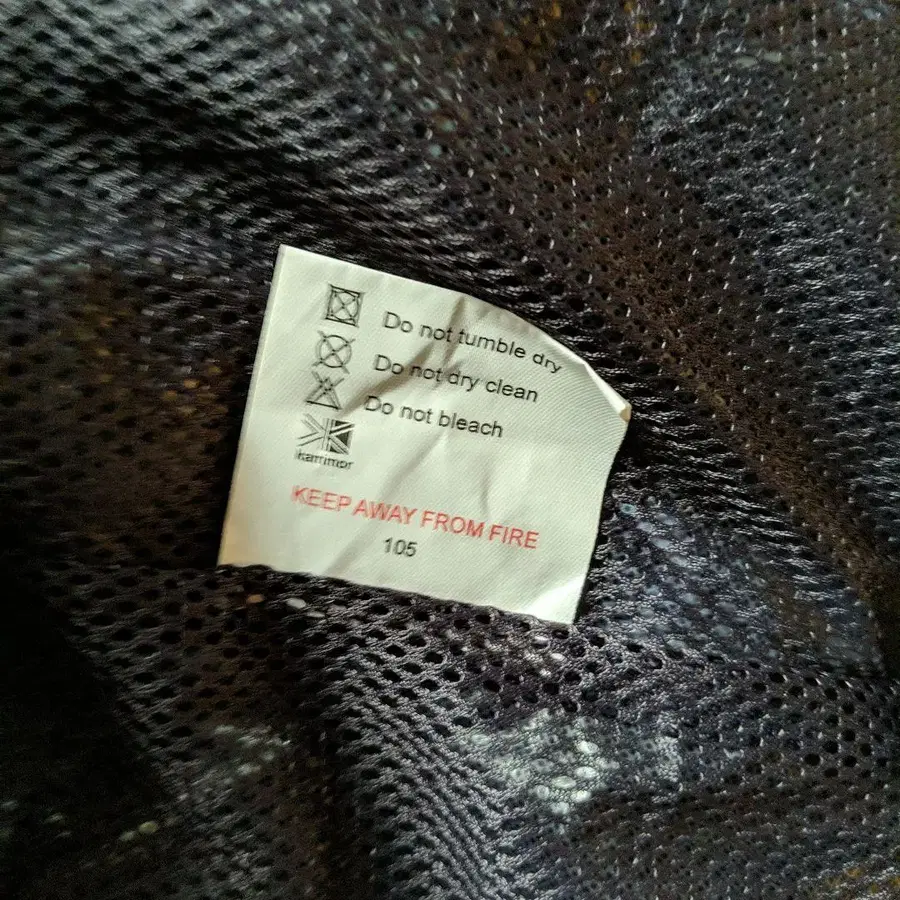 Do not tumble dry
Do not dry clean
Do not bleach
karrimor
KEEP AWAY FROM FIRE
105